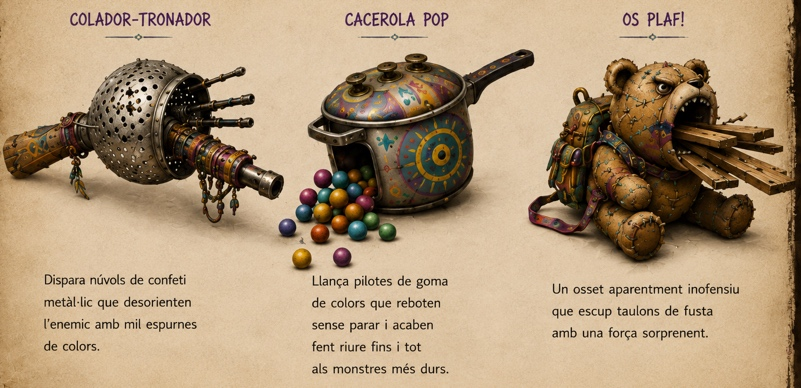 COLADOR-TRONADOR
Dispara núvols de confeti
metàl·lic que desorienten
l'enemic amb mil espurnes
de colors.
CACEROLA POP
Llança pilotes de goma
de colors que reboten
sense parar i acaben
fent riure fins i tot
als monstres més durs.
OS PLAF!
Un osset aparentment inofensiu
que escup taulons de fusta
amb una força sorprenent.